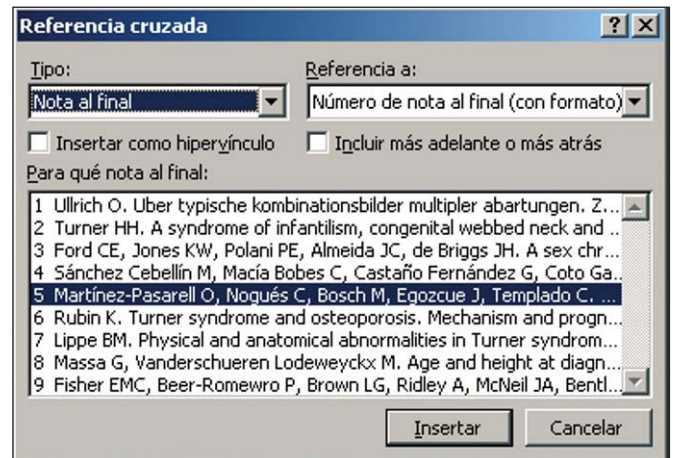 Referencia cruzada
Tipo: Referencia a:
Nota al final Número de nota al final (con formato)
Insertar como hipervínculo Incluir más adelante o más atrás
Para qué nota al final:
1 Ullrich O. Uber typische kombinationsbilder multipler abartungen. Z...
2 Turner HH. A syndrome of infantilism, congenital webbed neck and ...
3 Ford CE, Jones KW, Polani PE, Almeida JC, de Briggs JH. A sex chr...
4 Sánchez Cebellín M, Macía Bobes C, Castaño Fernández G, Coto Ga...
5 Martínez-Pasarell O, Nogués C, Bosch M, Egozcue J, Templado C. ...
6 Rubin K. Turner syndrome and osteoporosis. Mechanism and progn...
7 Lippe BM. Physical and anatomical abnormalities in Turner syndrom...
8 Massa G, Vanderschueren Lodeweyckx M. Age and height at diagn...
9 Fisher EMC, Beer-Romewro P, Brown LG, Ridley A, McNeil JA, Bentl...
Insertar Cancelar